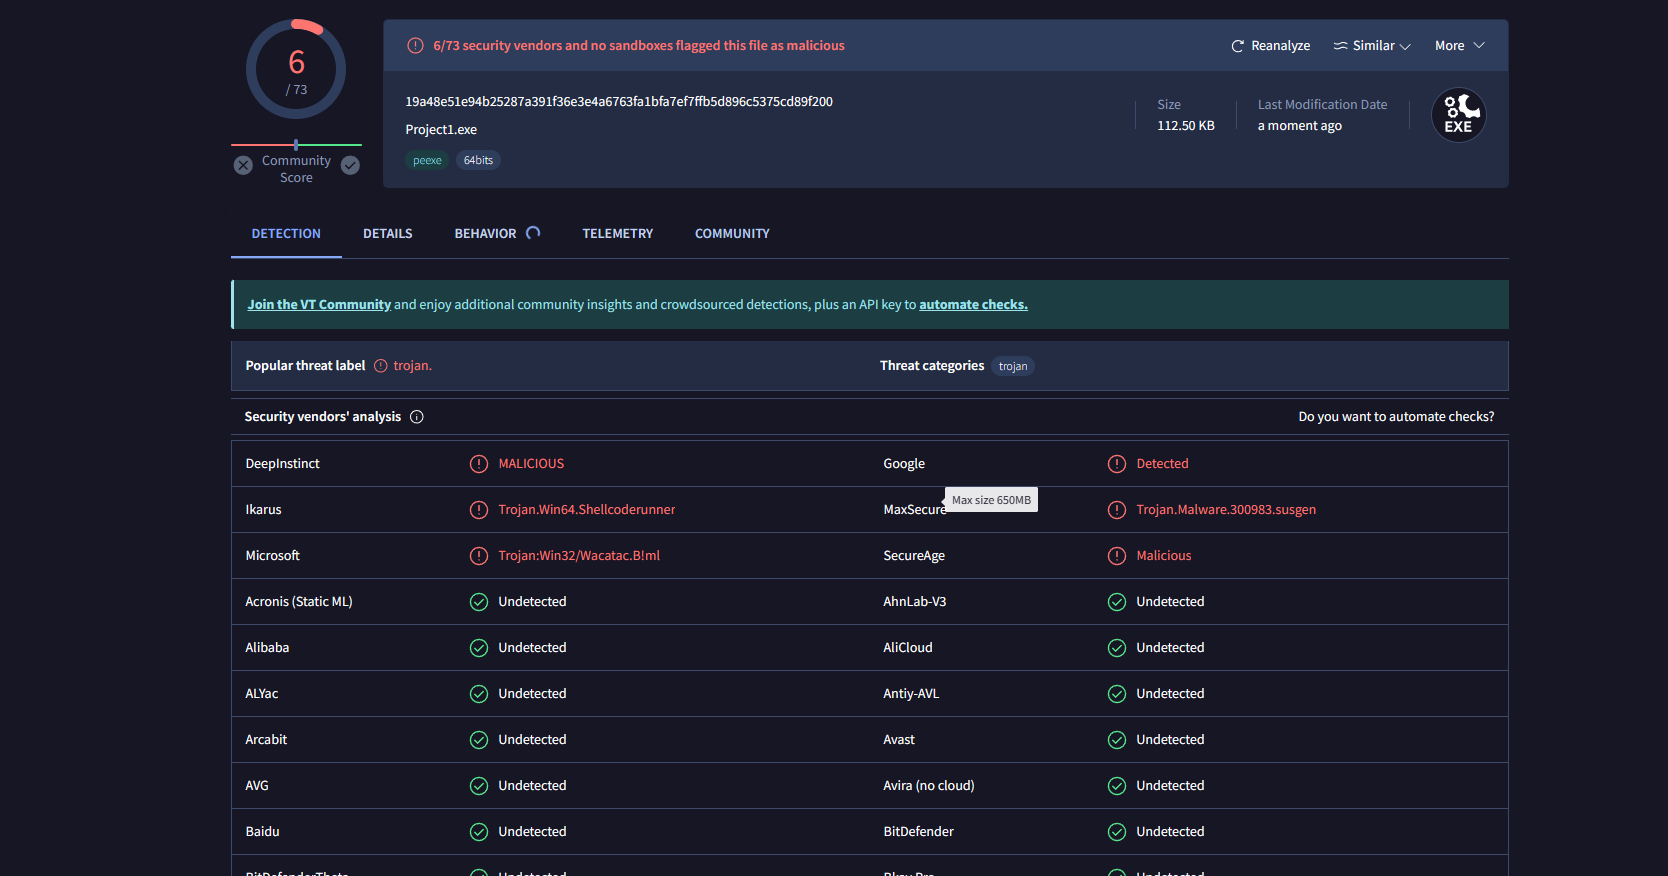 6
/ 73
Community
Score
6/73 security vendors and no sandboxes flagged this file as malicious
Reanalyze
Similar
More
19a48e51e94b25287a391f36e3e4a6763fa1bfa7ef7ffb5d896c5375cd89f200
Project1.exe
peexe
64bits
Size
112.50 KB
Last Modification Date
a moment ago
EXE
DETECTION
DETAILS
BEHAVIOR
TELEMETRY
COMMUNITY
Join the VT Community and enjoy additional community insights and crowdsourced detections, plus an API key to automate checks.
Popular threat label
trojan.
Threat categories
trojan
Security vendors' analysis
Do you want to automate checks?
DeepInstinct
MALICIOUS
Google
Detected
Max size 650MB
Ikarus
Trojan.Win64.Shellcoderunner
MaxSecure
Trojan.Malware.300983.susgen
Microsoft
Trojan:Win32/Wacatac.B!ml
SecureAge
Malicious
Acronis (Static ML)
Undetected
AhnLab-V3
Undetected
Alibaba
Undetected
AliCloud
Undetected
ALYac
Undetected
Antiy-AVL
Undetected
Arcabit
Undetected
Avast
Undetected
AVG
Undetected
Avira (no cloud)
Undetected
Baidu
Undetected
BitDefender
Undetected